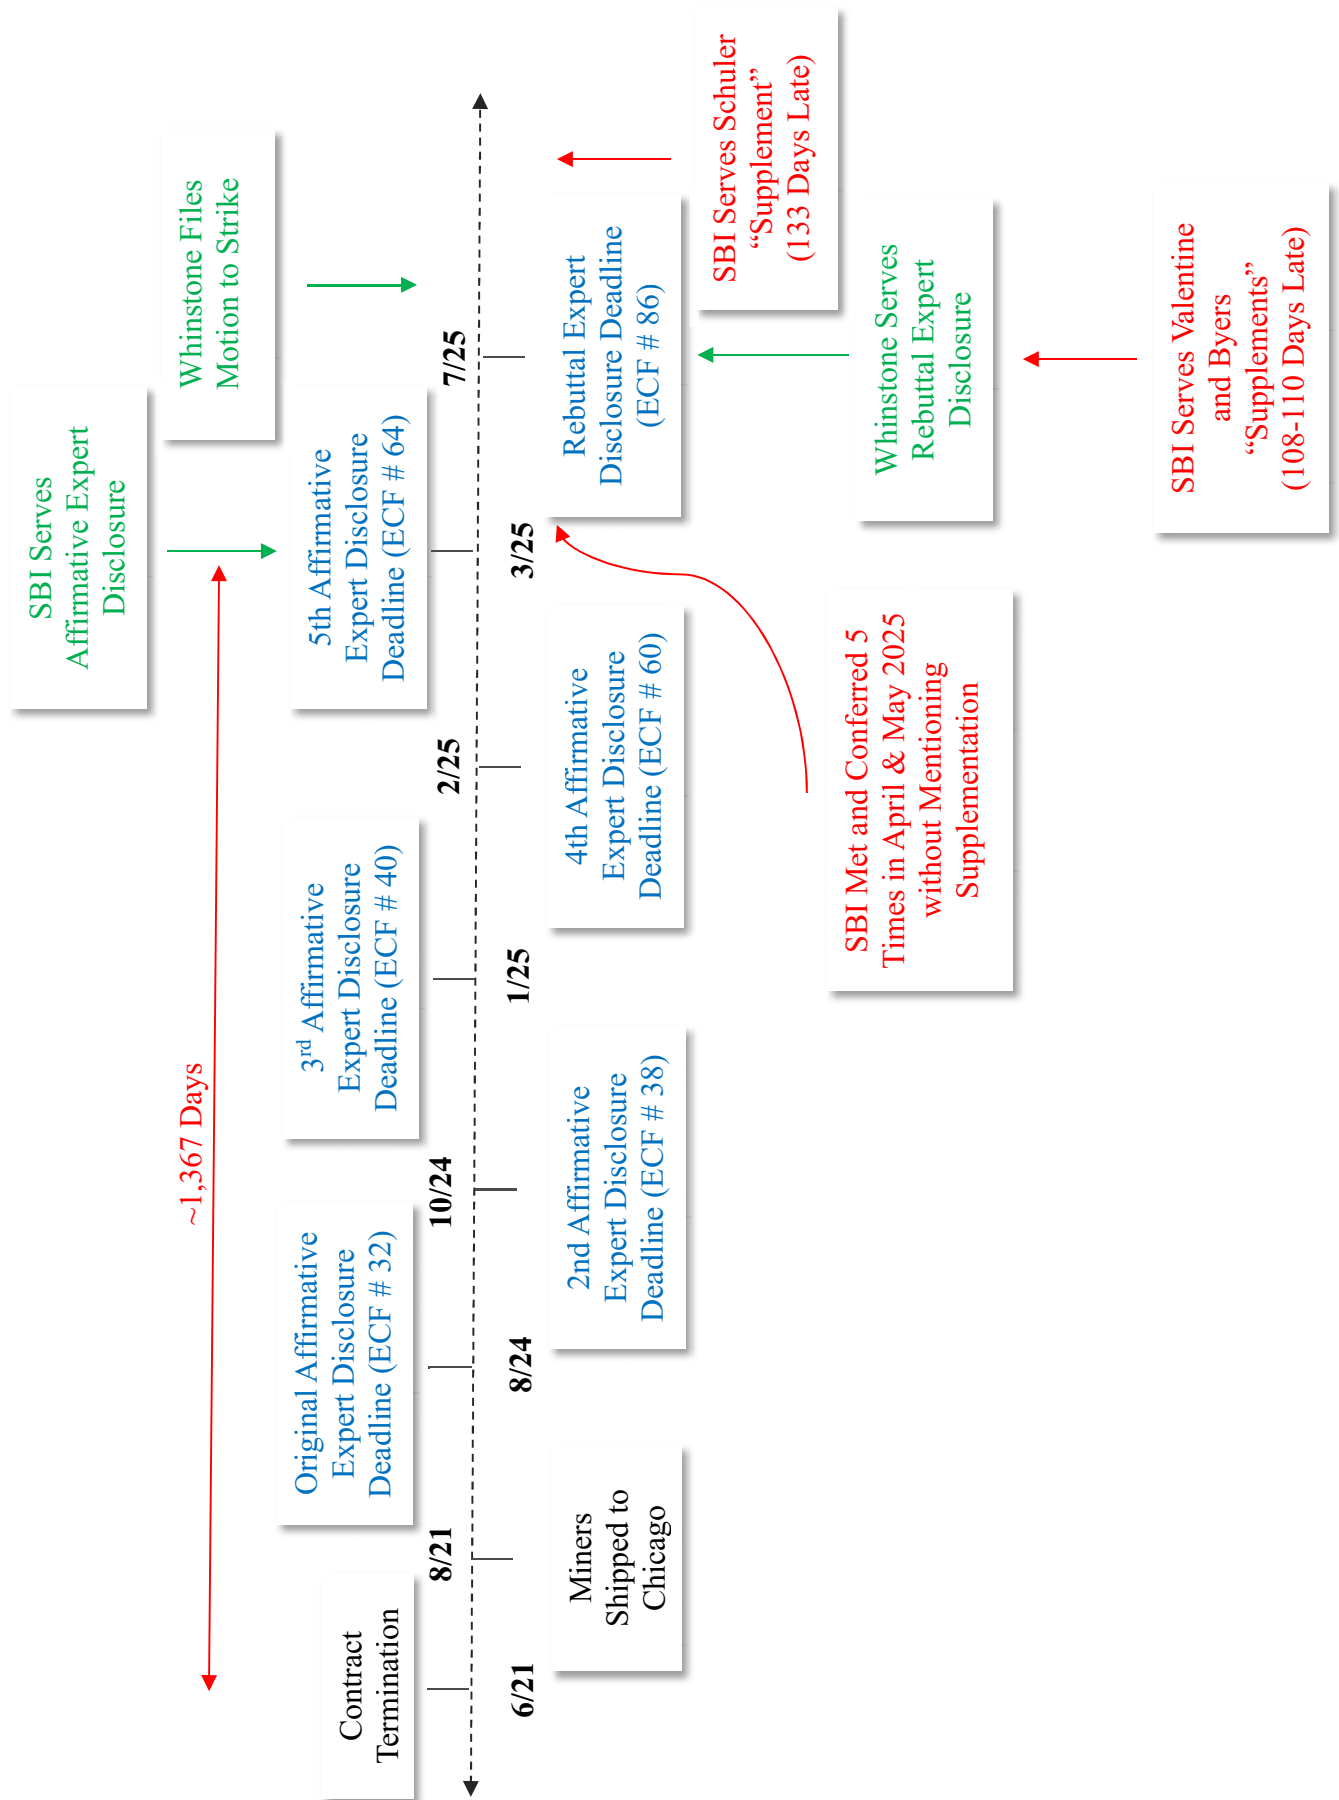 SBI Serves
Affirmative Expert
Disclosure
Whinstone Files
Motion to Strike
~1,367 Days
Contract
Termination
Original Affirmative
Expert Disclosure
Deadline (ECF # 32)
3rd Affirmative
Expert Disclosure
Deadline (ECF # 40)
5th Affirmative
Expert Disclosure
Deadline (ECF # 64)
8/21
10/24
2/25
7/25
6/21
8/24
1/25
3/25
Miners
Shipped to
Chicago
2nd Affirmative
Expert Disclosure
Deadline (ECF # 38)
4th Affirmative
Expert Disclosure
Deadline (ECF # 60)
Rebuttal Expert
Disclosure Deadline
(ECF # 86)
SBI Serves Schuler
“Supplement”
(133 Days Late)
SBI Met and Conferred 5
Times in April & May 2025
without Mentioning
Supplementation
Whinstone Serves
Rebuttal Expert
Disclosure
SBI Serves Valentine
and Byers
“Supplements”
(108-110 Days Late)